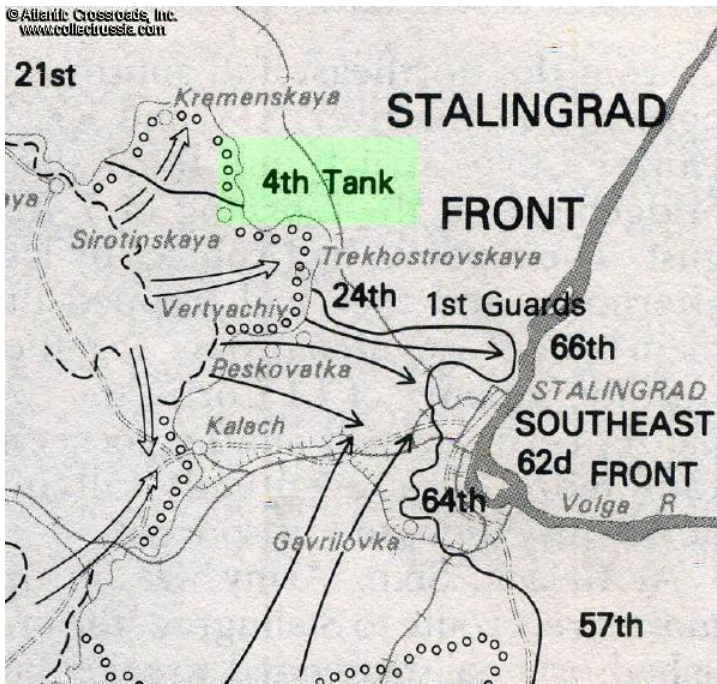 © Atlantic Crossroads, Inc.
www.collectrussia.com
21st
Kremenskaya
STALINGRAD
4th Tank
FRONT
aya
Sirotinskaya
Trekhostrovskaya
Vertyachiy
24th
1st Guards
66th
Peskovatka
STALINGRAD
Kalach
SOUTHEAST
62d FRONT
64th
Volga R
Gavrilovka
57th